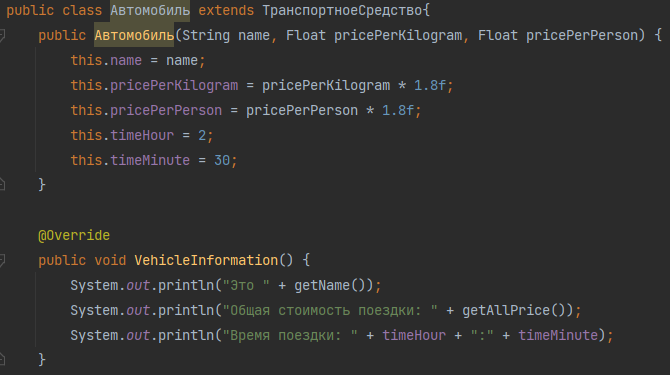 public class Автомобиль extends ТранспортноеСредство{
public Автомобиль(String name, Float pricePerKilogram, Float pricePerPerson) {
this.name = name;
this.pricePerKilogram = pricePerKilogram * 1.8f;
this.pricePerPerson = pricePerPerson * 1.8f;
this.timeHour = 2;
this.timeMinute = 30;
}
@Override
public void VehicleInformation() {
System.out.println("Это " + getName());
System.out.println("Общая стоимость поездки: " + getAllPrice());
System.out.println("Время поездки: " + timeHour + ":" + timeMinute);
}